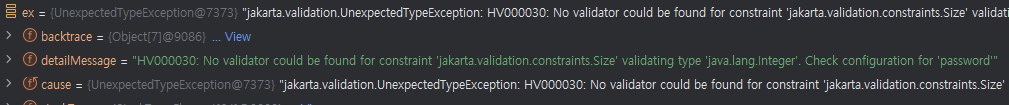 ex = {UnexpectedTypeException@7373} "jakarta.validation.UnexpectedTypeException: HV000030: No validator could be found for constraint 'jakarta.validation.constraints.Size' validatin
backtrace = {Object[7]@9086} ... View
detailMessage = "HV000030: No validator could be found for constraint 'jakarta.validation.constraints.Size' validating type 'java.lang.Integer'. Check configuration for 'password'"
cause = {UnexpectedTypeException@7373} "jakarta.validation.UnexpectedTypeException: HV000030: No validator could be found for constraint 'jakarta.validation.constraints.Size'